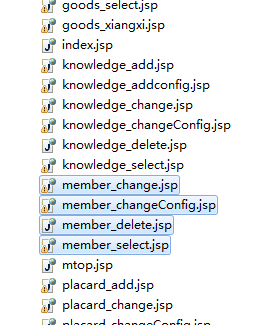 goods_select.jsp
goods_xiangxi.jsp
index.jsp
knowledge_add.jsp
knowledge_addconfig.jsp
knowledge_change.jsp
knowledge_changeConfig.jsp
knowledge_delete.jsp
knowledge_select.jsp
member_change.jsp
member_changeConfig.jsp
member_delete.jsp
member_select.jsp
mtop.jsp
placard_add.jsp
placard_change.jsp
placard_changeConfig.jsp